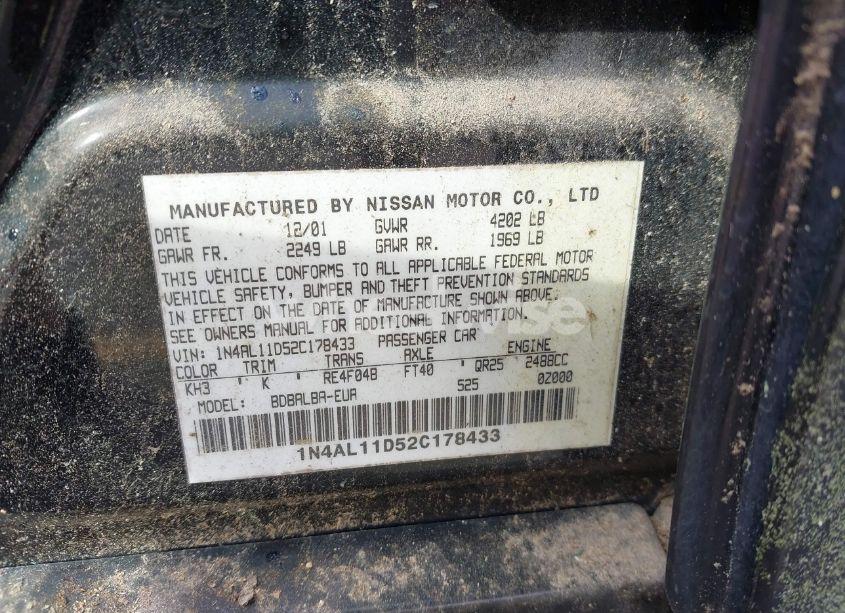 MANUFACTURED BY NISSAN MOTOR CO., LTD
DATE 12/01 GVWR 4202 LB
GAWR FR. 2249 LB GAWR RR. 1969 LB
THIS VEHICLE CONFORMS TO ALL APPLICABLE FEDERAL MOTOR
VEHICLE SAFETY, BUMPER AND THEFT PREVENTION STANDARDS
IN EFFECT ON THE DATE OF MANUFACTURE SHOWN ABOVE.
SEE OWNERS MANUAL FOR ADDITIONAL INFORMATION.
VIN: 1N4AL11D52C178433 PASSENGER CAR
COLOR TRIM TRANS AXLE ENGINE
KH3 K RE4F04B FT40 QR25 2488CC
MODEL: BDBALBA-EUA 525 0Z000
1N4AL11D52C178433